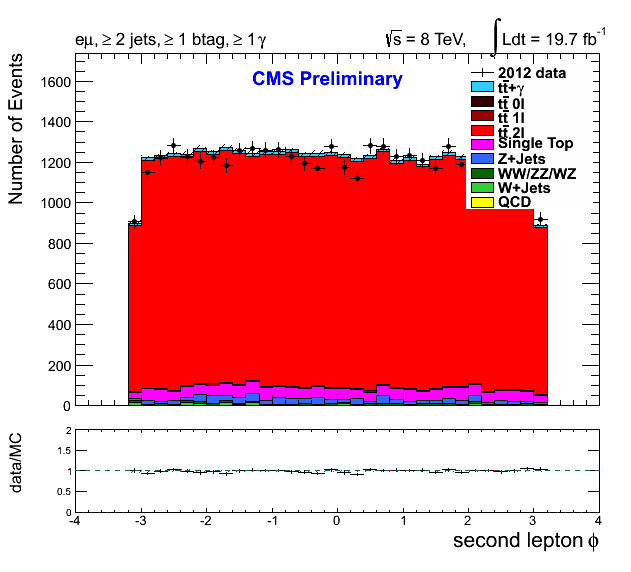 eμ, ≥ 2 jets, ≥ 1 btag, ≥ 1 γ
√s = 8 TeV, ∫ Ldt = 19.7 fb⁻¹
CMS Preliminary
2012 data
tt̄+γ
tt̄ 0l
tt̄ 1l
tt̄ 2l
Single Top
Z+Jets
WW/ZZ/WZ
W+Jets
QCD
Number of Events
1600
1400
1200
1000
800
600
400
200
0
data/MC
2
1.5
1
0.5
0
-4 -3 -2 -1 0 1 2 3 4
second lepton ϕ